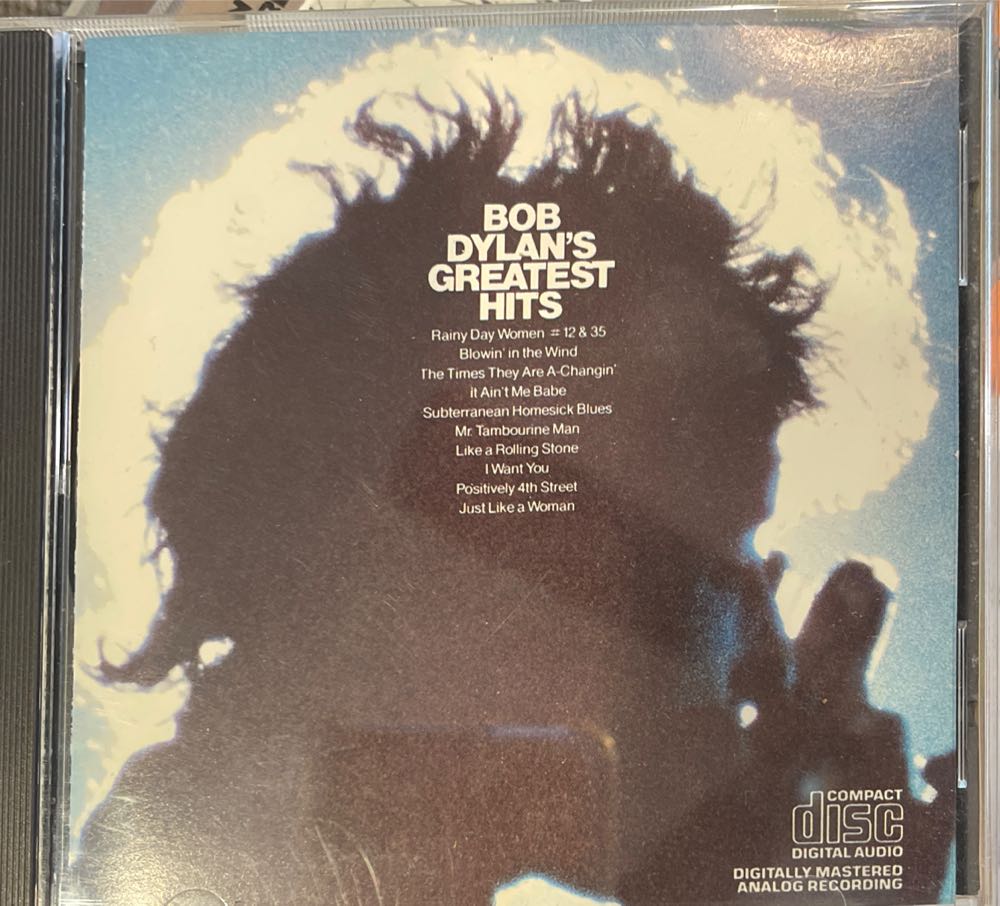 BOB
DYLAN'S
GREATEST
HITS
Rainy Day Women # 12 & 35
Blowin' in the Wind
The Times They Are A-Changin'
it Ain't Me Babe
Subterranean Homesick Blues
Mr. Tambourine Man
Like a Rolling Stone
I Want You
Positively 4th Street
Just Like a Woman
COMPACT
disc
DIGITAL AUDIO
DIGITALLY MASTERED
ANALOG RECORDING